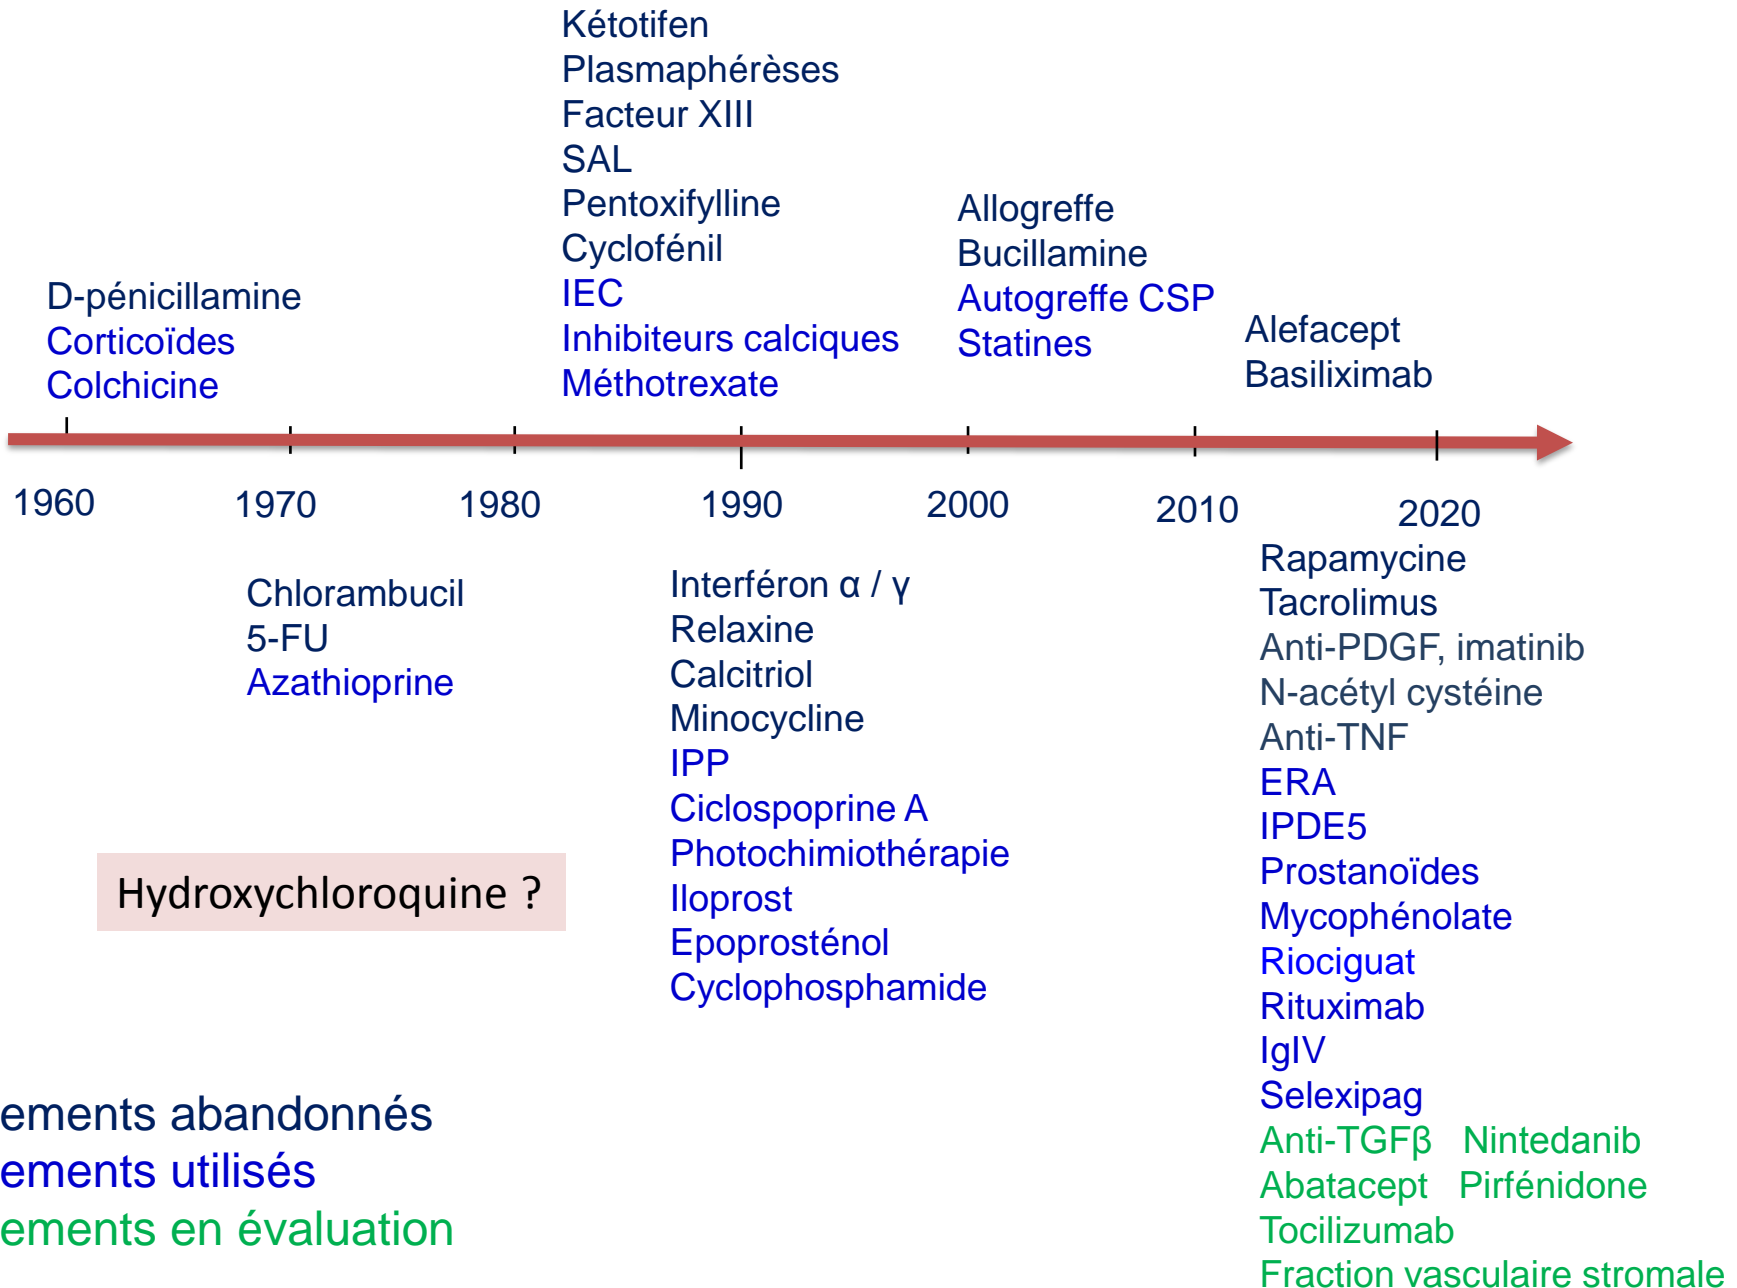 Kétotifen
Plasmaphérèses
Facteur XIII
SAL
Pentoxifylline
Cyclofénil
IEC
Inhibiteurs calciques
Méthotrexate
D-pénicillamine
Corticoïdes
Colchicine
Allogreffe
Bucillamine
Autogreffe CSP
Statines
Alefacept
Basiliximab
1960 1970 1980 1990 2000 2010 2020
Chlorambucil
5-FU
Azathioprine
Interféron α / γ
Relaxine
Calcitriol
Minocycline
IPP
Ciclospoprine A
Photochimiothérapie
Iloprost
Epoprosténol
Cyclophosphamide
Rapamycine
Tacrolimus
Anti-PDGF, imatinib
N-acétyl cystéine
Anti-TNF
ERA
IPDE5
Prostanoïdes
Mycophénolate
Riociguat
Rituximab
IgIV
Selexipag
Anti-TGFβ Nintedanib
Abatacept Pirfénidone
Tocilizumab
Fraction vasculaire stromale
Hydroxychloroquine ?
ements abandonnés
ements utilisés
ements en évaluation